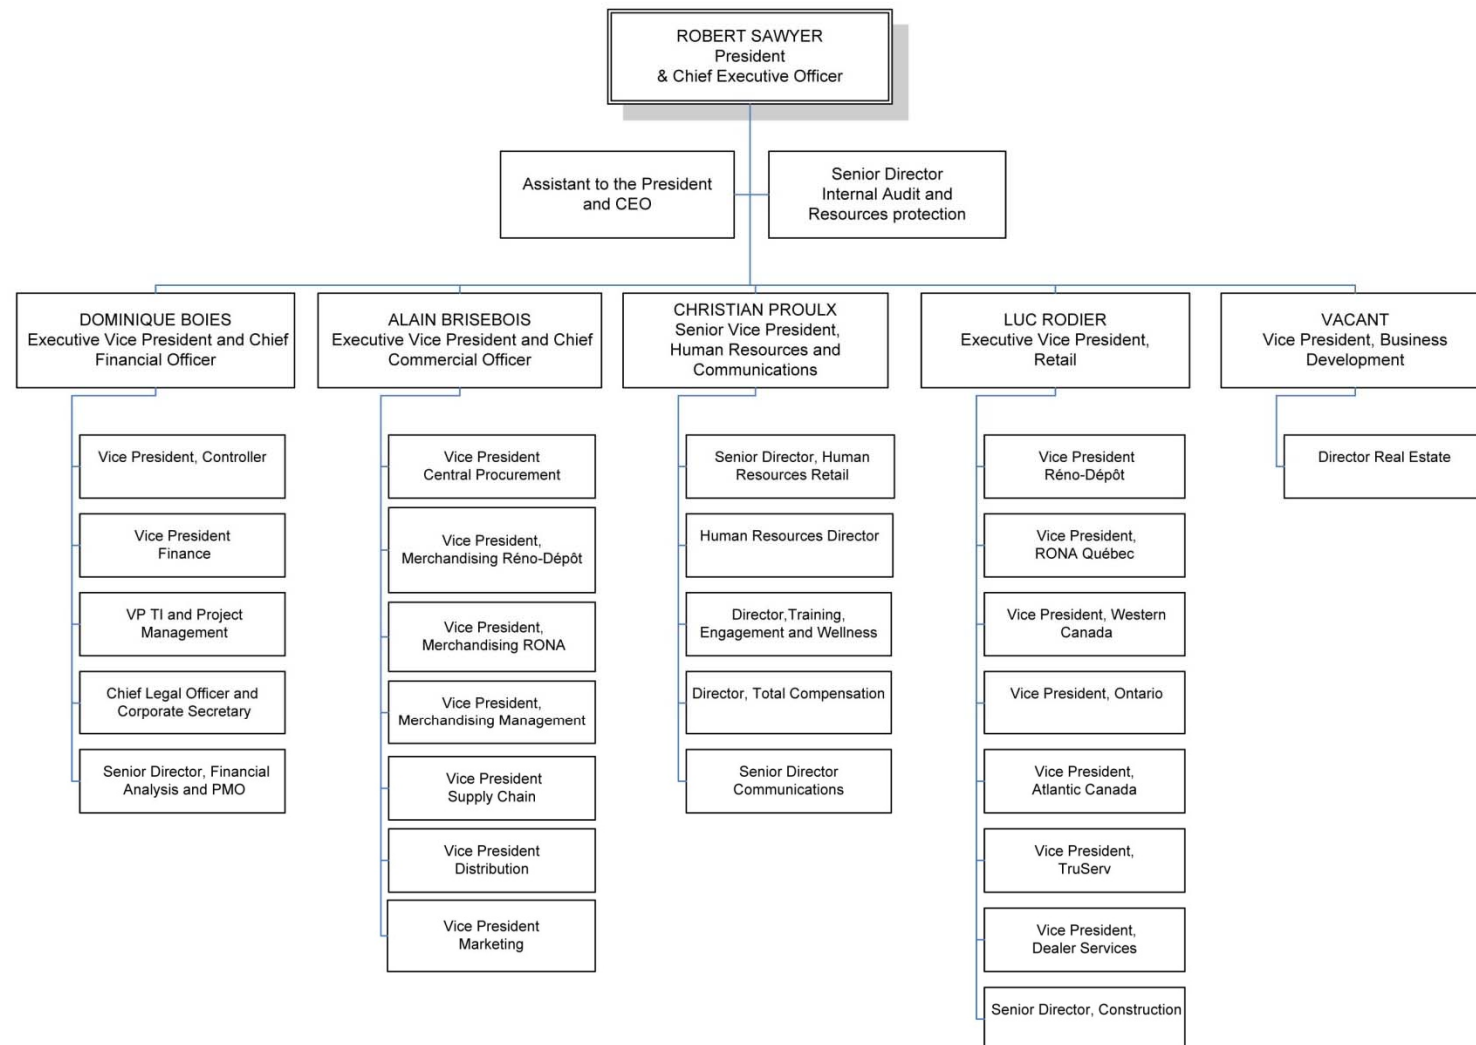 ROBERT SAWYER
President
& Chief Executive Officer
Assistant to the President
and CEO
Senior Director
Internal Audit and
Resources protection
DOMINIQUE BOIES
Executive Vice President and Chief
Financial Officer
ALAIN BRISEBOIS
Executive Vice President and Chief
Commercial Officer
CHRISTIAN PROULX
Senior Vice President,
Human Resources and
Communications
LUC RODIER
Executive Vice President,
Retail
VACANT
Vice President, Business
Development
Vice President, Controller
Vice President
Finance
VP TI and Project
Management
Chief Legal Officer and
Corporate Secretary
Senior Director, Financial
Analysis and PMO
Vice President
Central Procurement
Vice President,
Merchandising Réno-Dépôt
Vice President,
Merchandising RONA
Vice President,
Merchandising Management
Vice President
Supply Chain
Vice President
Distribution
Vice President
Marketing
Senior Director, Human
Resources Retail
Human Resources Director
Director,Training,
Engagement and Wellness
Director, Total Compensation
Senior Director
Communications
Vice President
Réno-Dépôt
Vice President,
RONA Québec
Vice President, Western
Canada
Vice President, Ontario
Vice President,
Atlantic Canada
Vice President,
TruServ
Vice President,
Dealer Services
Senior Director, Construction
Director Real Estate